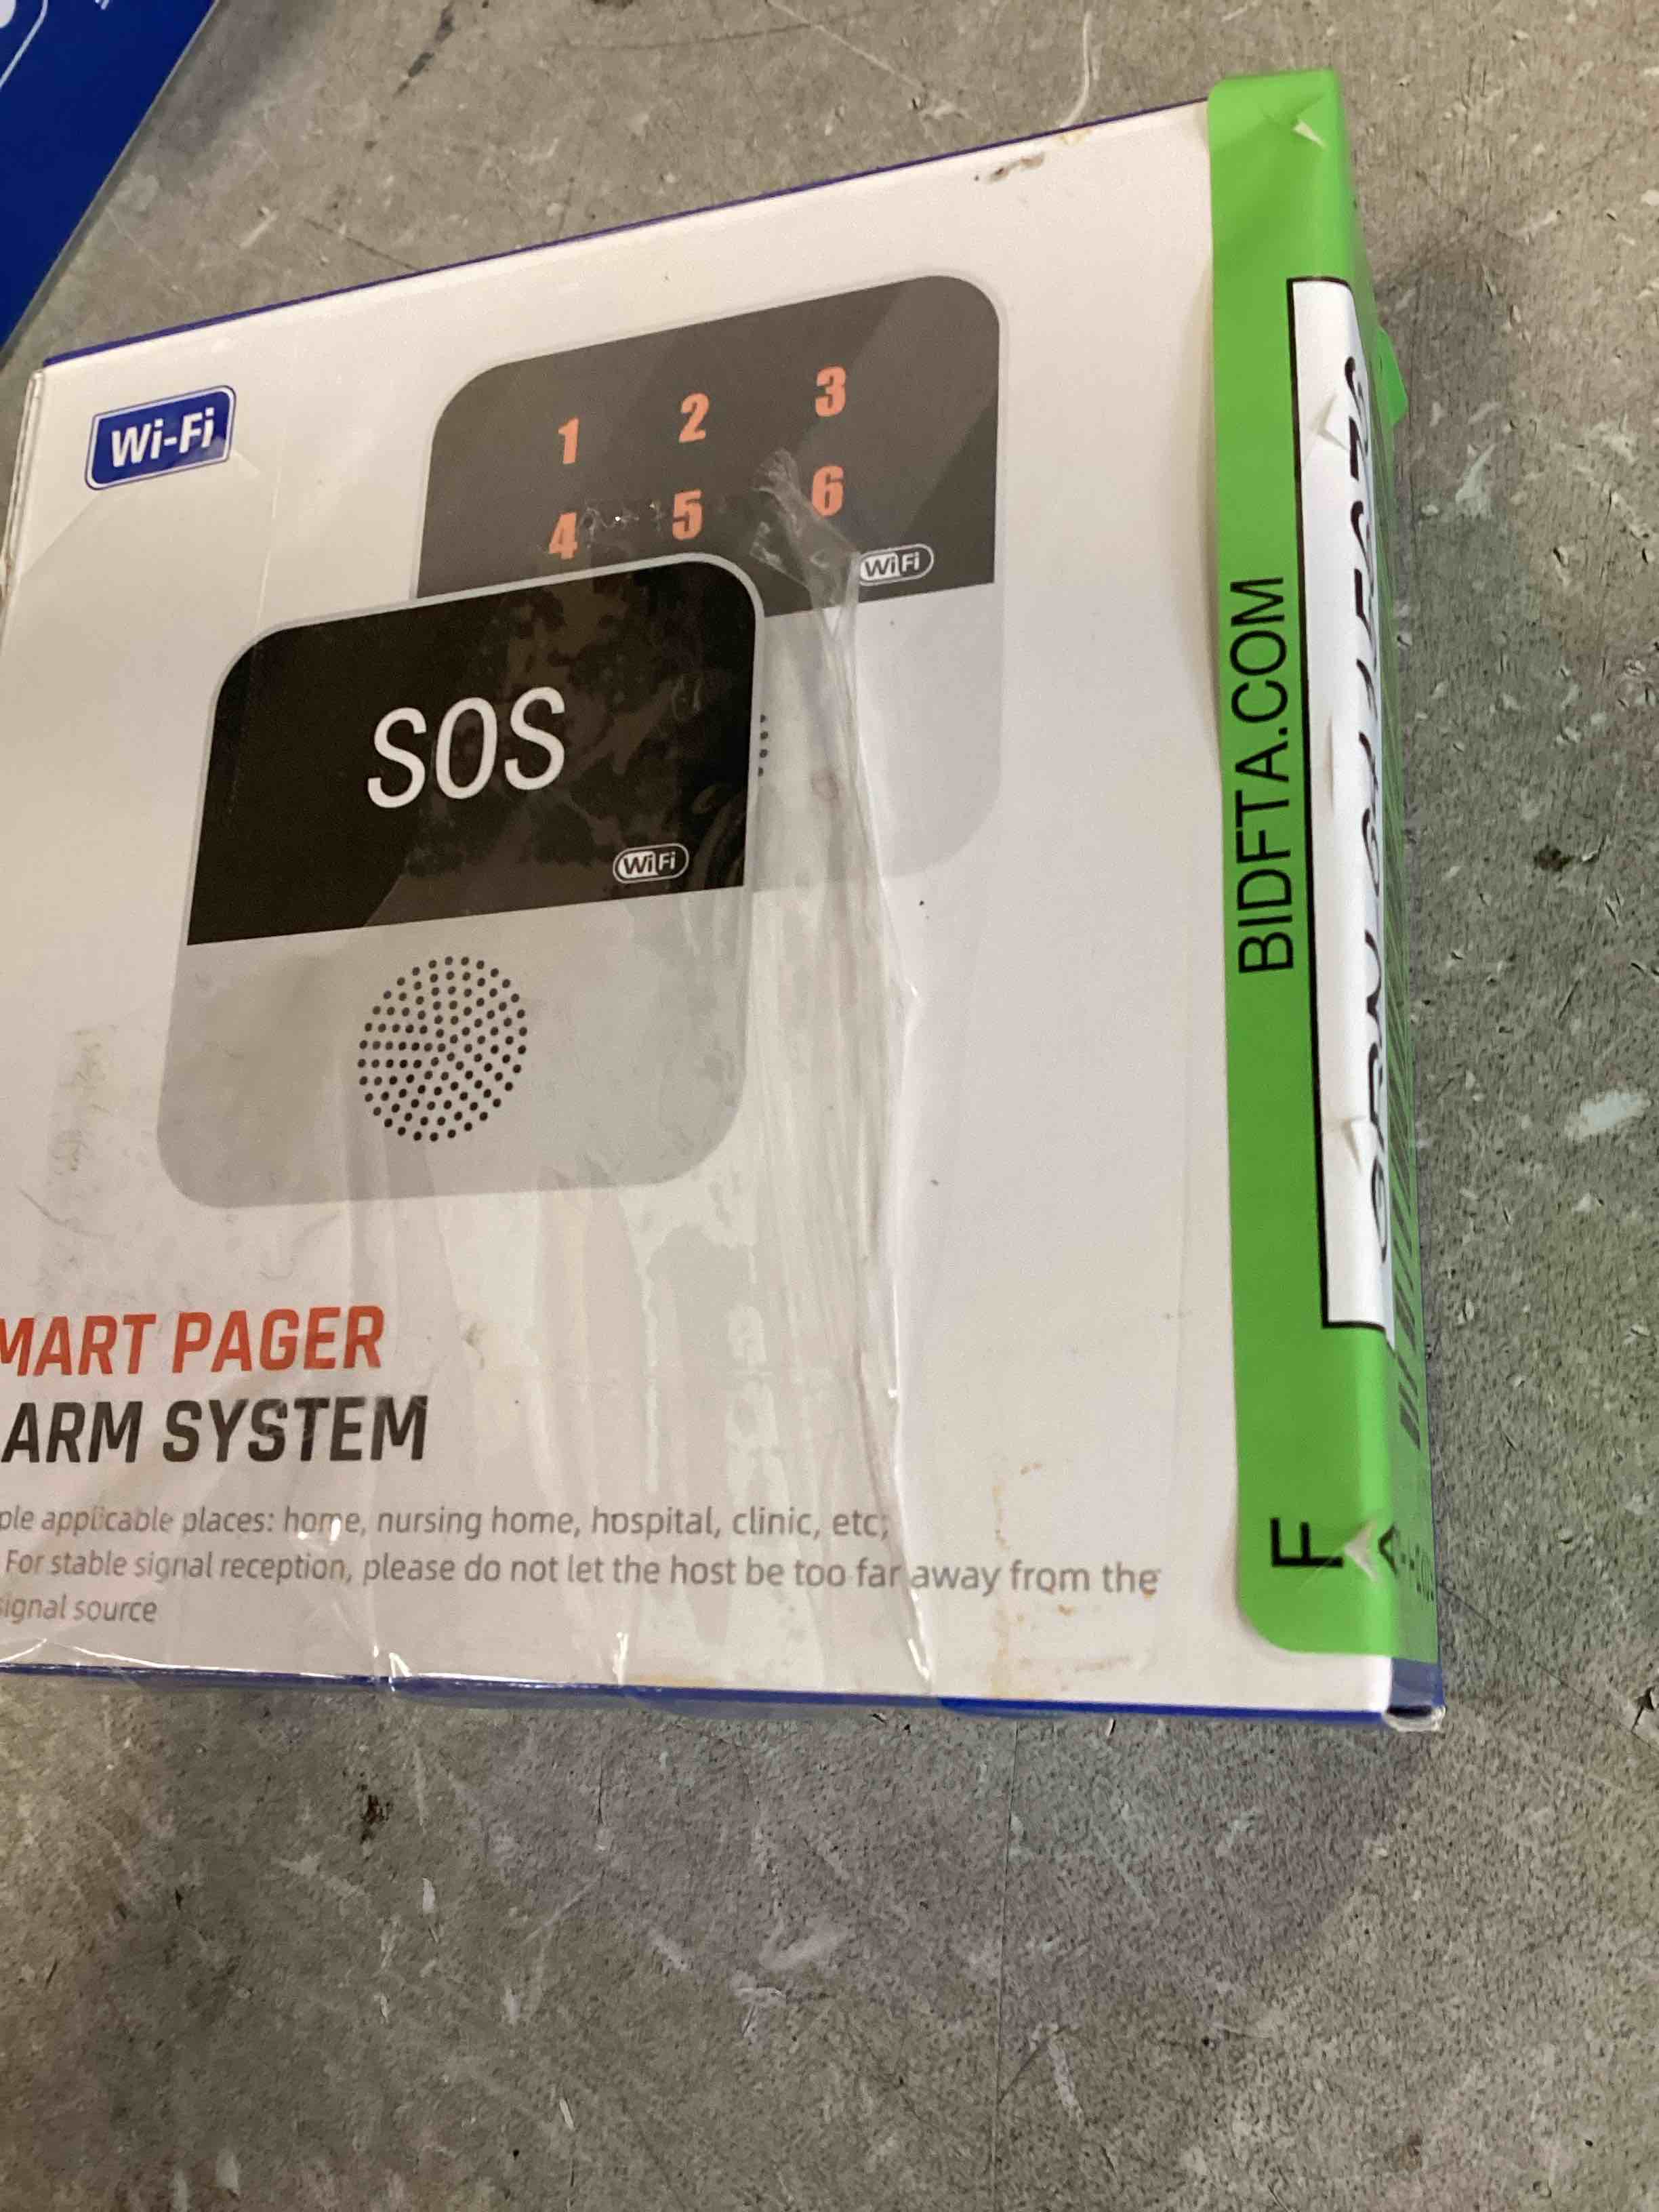 Wi-Fi
1 2 3
4 5 6
WiFi
SOS
WiFi
MART PAGER
ARM SYSTEM
ple applicable places: home, nursing home, hospital, clinic, etc;
For stable signal reception, please do not let the host be too far away from the
signal source
BIDFTA.COM
F